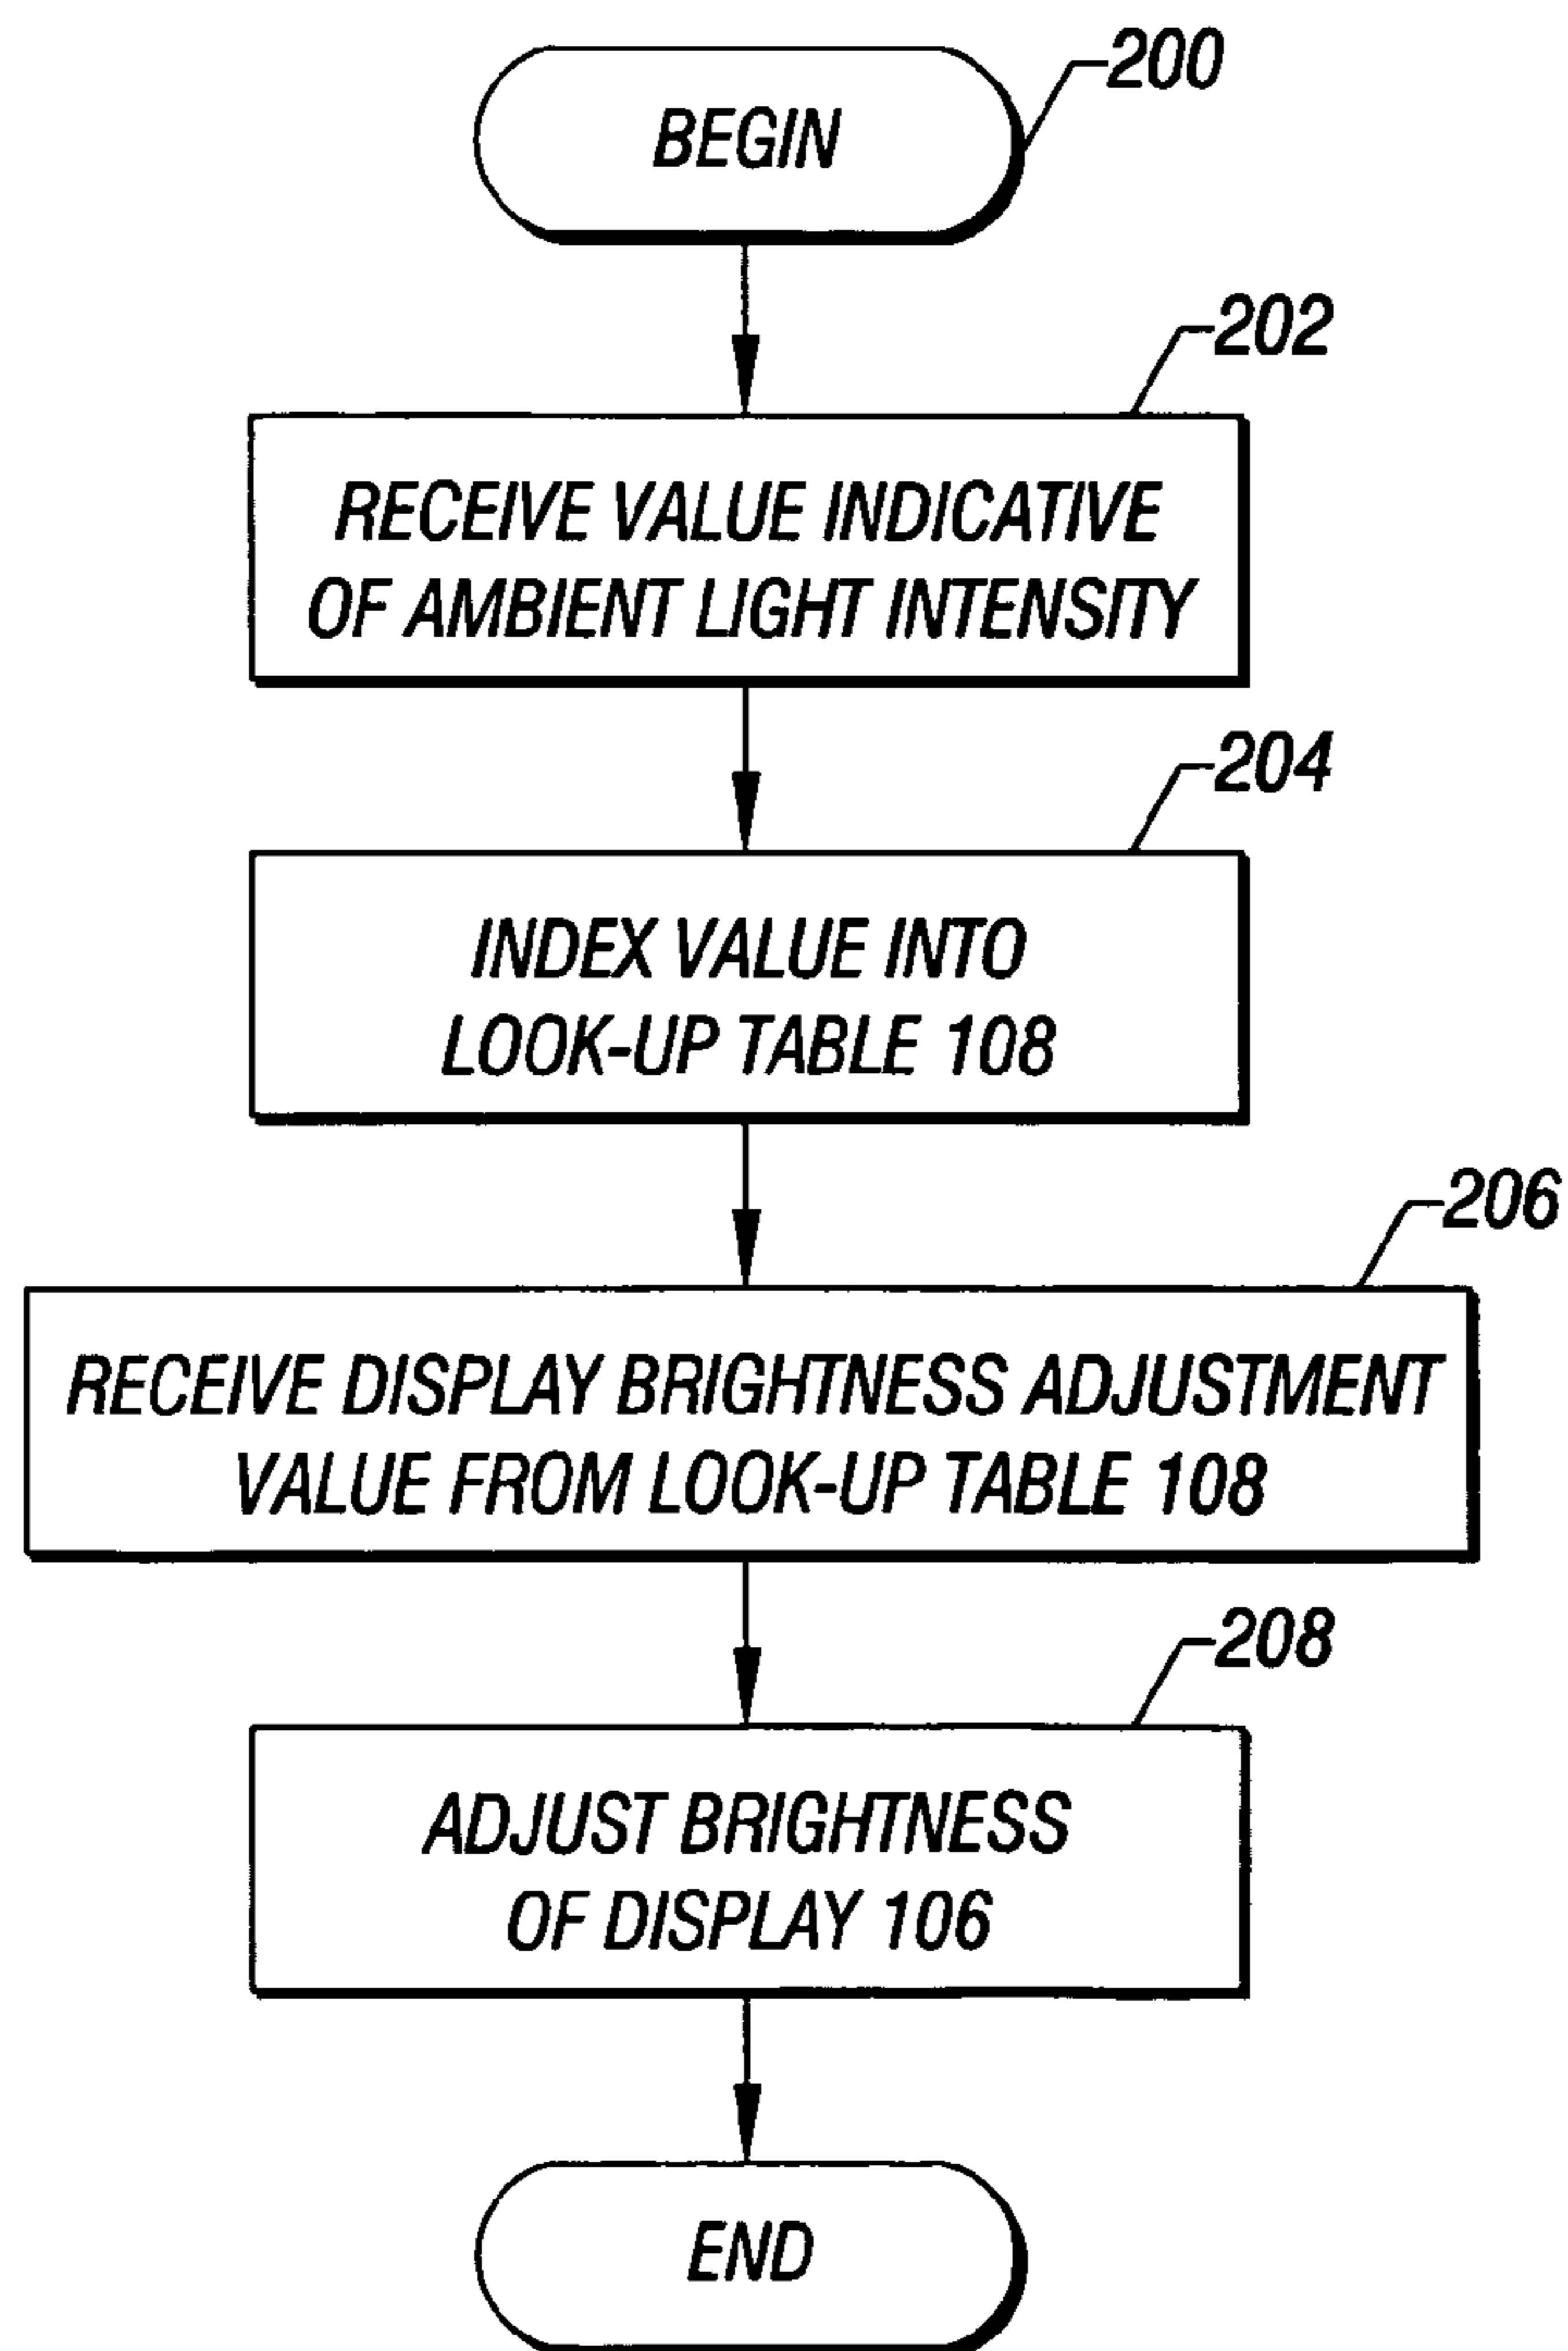 200
BEGIN
202
RECEIVE VALUE INDICATIVE
OF AMBIENT LIGHT INTENSITY
204
INDEX VALUE INTO
LOOK-UP TABLE 108
206
RECEIVE DISPLAY BRIGHTNESS ADJUSTMENT
VALUE FROM LOOK-UP TABLE 108
208
ADJUST BRIGHTNESS
OF DISPLAY 106
END